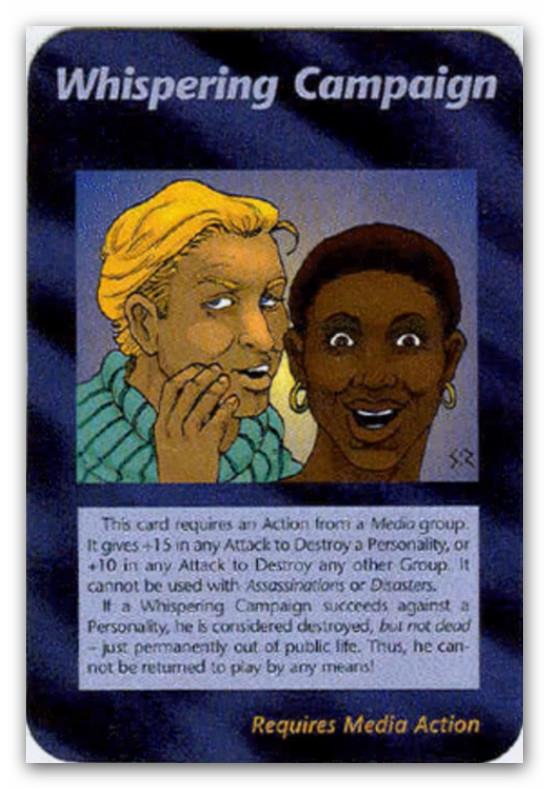 Whispering Campaign
SR
This card requires an Action from a Media group.
It gives +15 in any Attack to Destroy a Personality, or
+10 in any Attack to Destroy any other Group. It
cannot be used with Assassinations or Disasters.
If a Whispering Campaign succeeds against a
Personality, he is considered destroyed, but not dead
– just permanently out of public life. Thus, he can-
not be returned to play by any means!
Requires Media Action